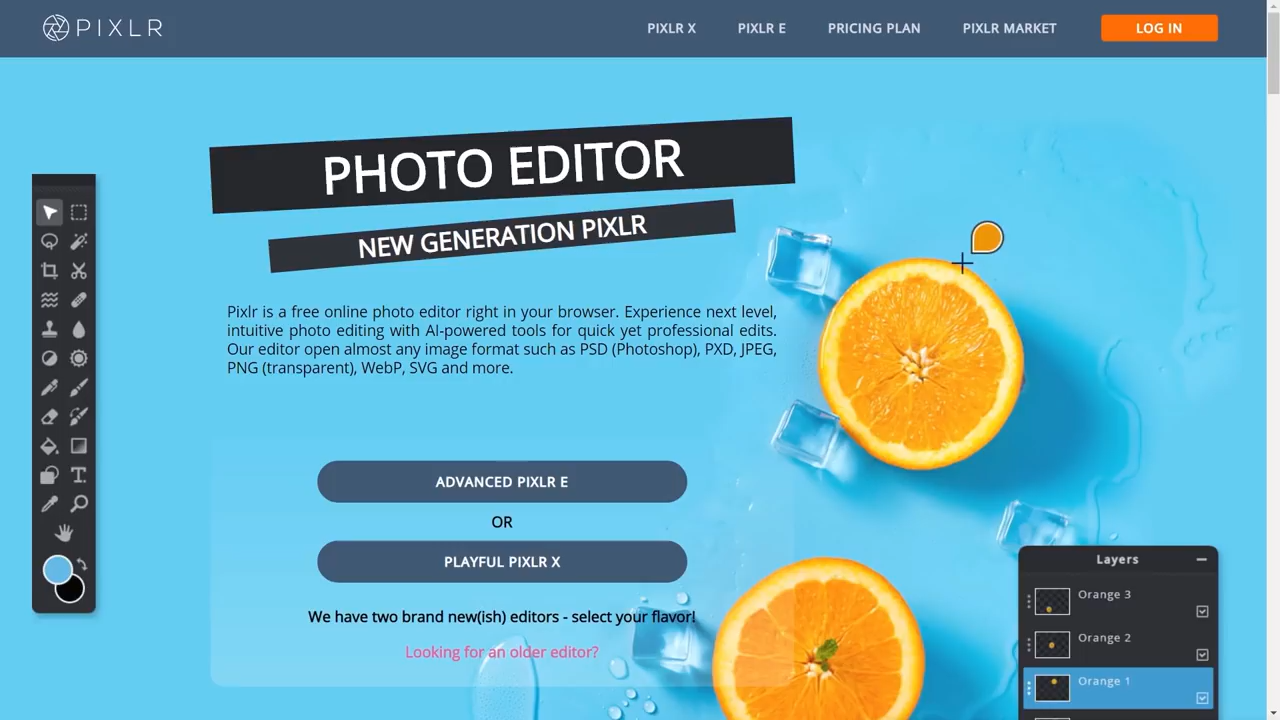 PIXLR
PIXLR X
PIXLR E
PRICING PLAN
PIXLR MARKET
LOG IN
PHOTO EDITOR
NEW GENERATION PIXLR
Pixlr is a free online photo editor right in your browser. Experience next level,
intuitive photo editing with AI-powered tools for quick yet professional edits.
Our editor open almost any image format such as PSD (Photoshop), PXD, JPEG,
PNG (transparent), WebP, SVG and more.
ADVANCED PIXLR E
OR
PLAYFUL PIXLR X
We have two brand new(ish) editors - select your flavor!
Looking for an older editor?
Layers
Orange 3
Orange 2
Orange 1